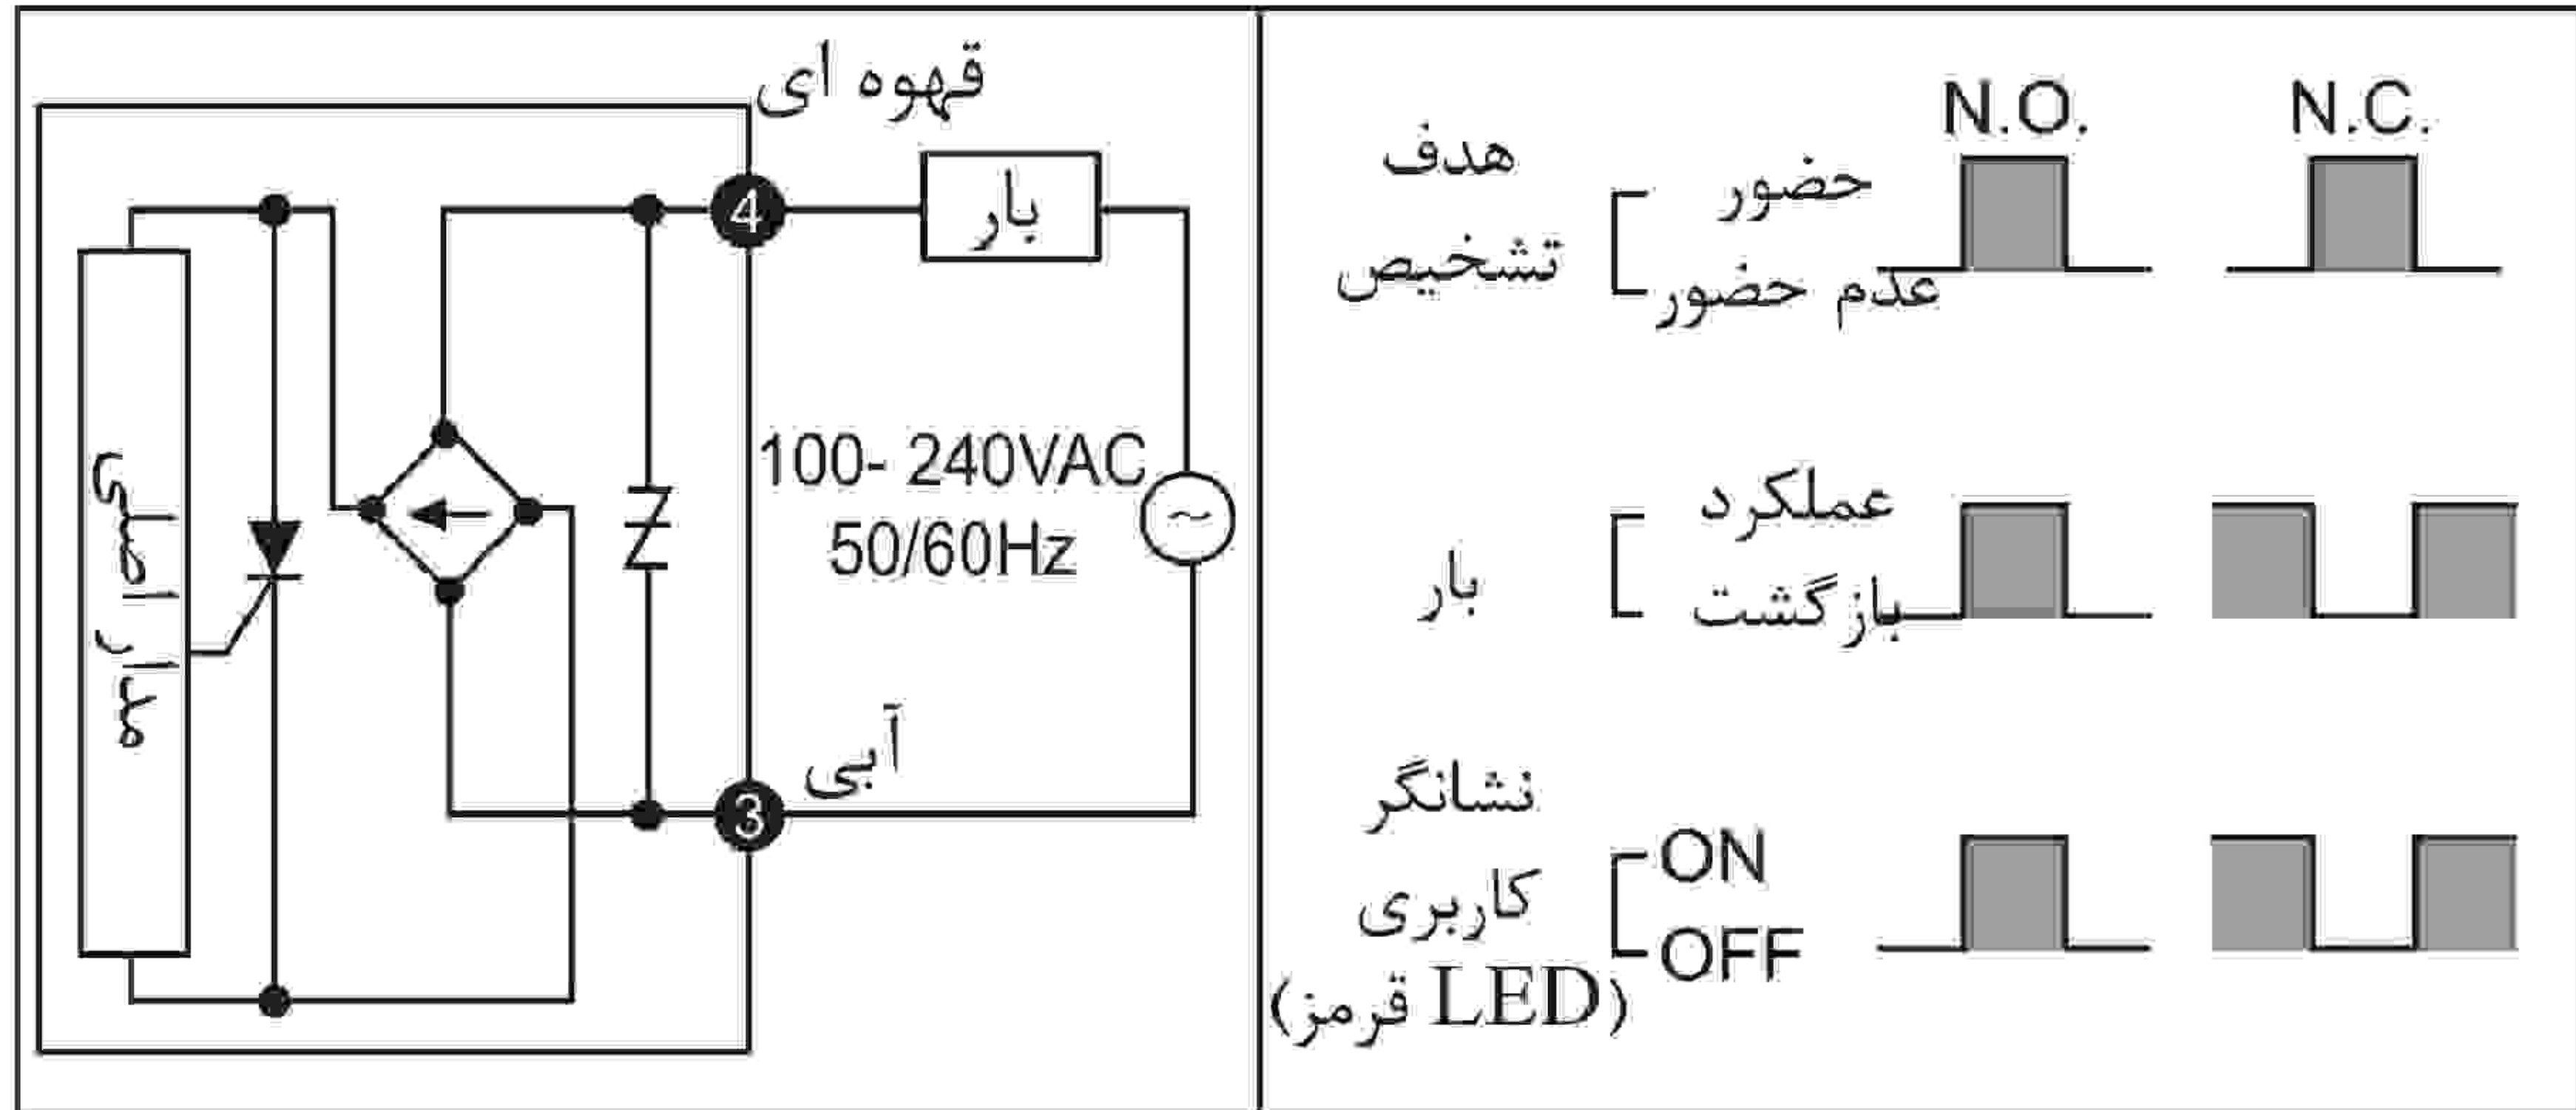 قهوه ای
4
بار
مدار اصلی
100- 240VAC
50/60Hz
~
آبی
3
N.O. N.C.
هدف
تشخیص
حضور
عدم حضور
بار
عملکرد
بازگشت
نشانگر
کاربری
(LED قرمز)
ON
OFF